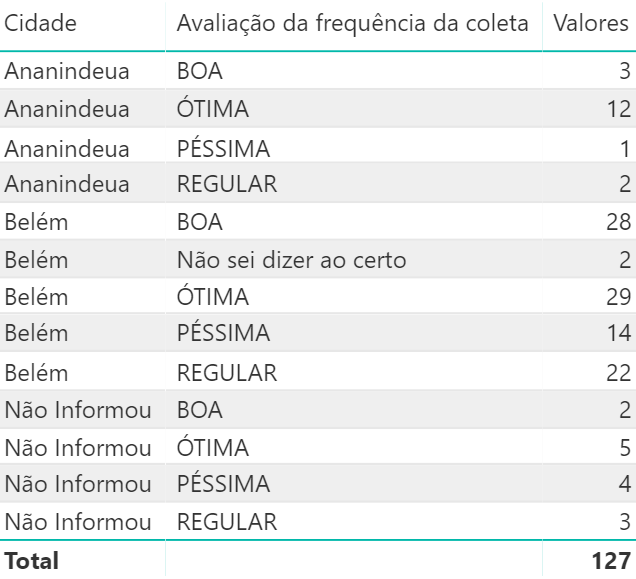 Cidade Avaliação da frequência da coleta Valores
Ananindeua BOA 3
Ananindeua ÓTIMA 12
Ananindeua PÉSSIMA 1
Ananindeua REGULAR 2
Belém BOA 28
Belém Não sei dizer ao certo 2
Belém ÓTIMA 29
Belém PÉSSIMA 14
Belém REGULAR 22
Não Informou BOA 2
Não Informou ÓTIMA 5
Não Informou PÉSSIMA 4
Não Informou REGULAR 3
Total 127